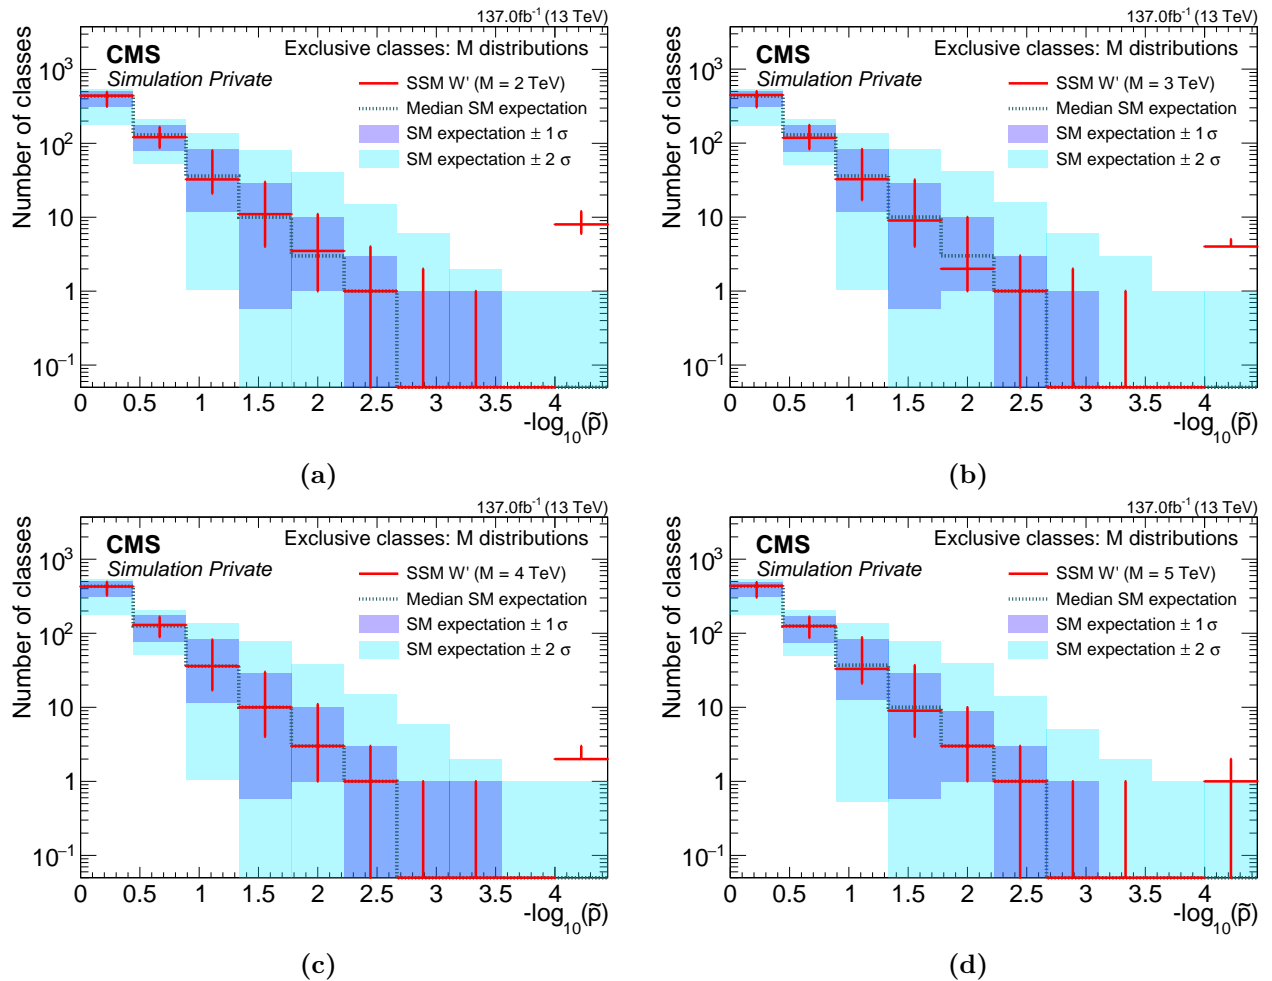 137.0fb⁻¹ (13 TeV)
Number of classes
CMS
Simulation Private
Exclusive classes: M distributions
SSM W' (M = 2 TeV)
Median SM expectation
SM expectation ± 1 σ
SM expectation ± 2 σ
10³
10²
10
1
10⁻¹
0 0.5 1 1.5 2 2.5 3 3.5 4
-log₁₀(p̃)
(a)
137.0fb⁻¹ (13 TeV)
Number of classes
CMS
Simulation Private
Exclusive classes: M distributions
SSM W' (M = 3 TeV)
Median SM expectation
SM expectation ± 1 σ
SM expectation ± 2 σ
10³
10²
10
1
10⁻¹
0 0.5 1 1.5 2 2.5 3 3.5 4
-log₁₀(p̃)
(b)
137.0fb⁻¹ (13 TeV)
Number of classes
CMS
Simulation Private
Exclusive classes: M distributions
SSM W' (M = 4 TeV)
Median SM expectation
SM expectation ± 1 σ
SM expectation ± 2 σ
10³
10²
10
1
10⁻¹
0 0.5 1 1.5 2 2.5 3 3.5 4
-log₁₀(p̃)
(c)
137.0fb⁻¹ (13 TeV)
Number of classes
CMS
Simulation Private
Exclusive classes: M distributions
SSM W' (M = 5 TeV)
Median SM expectation
SM expectation ± 1 σ
SM expectation ± 2 σ
10³
10²
10
1
10⁻¹
0 0.5 1 1.5 2 2.5 3 3.5 4
-log₁₀(p̃)
(d)